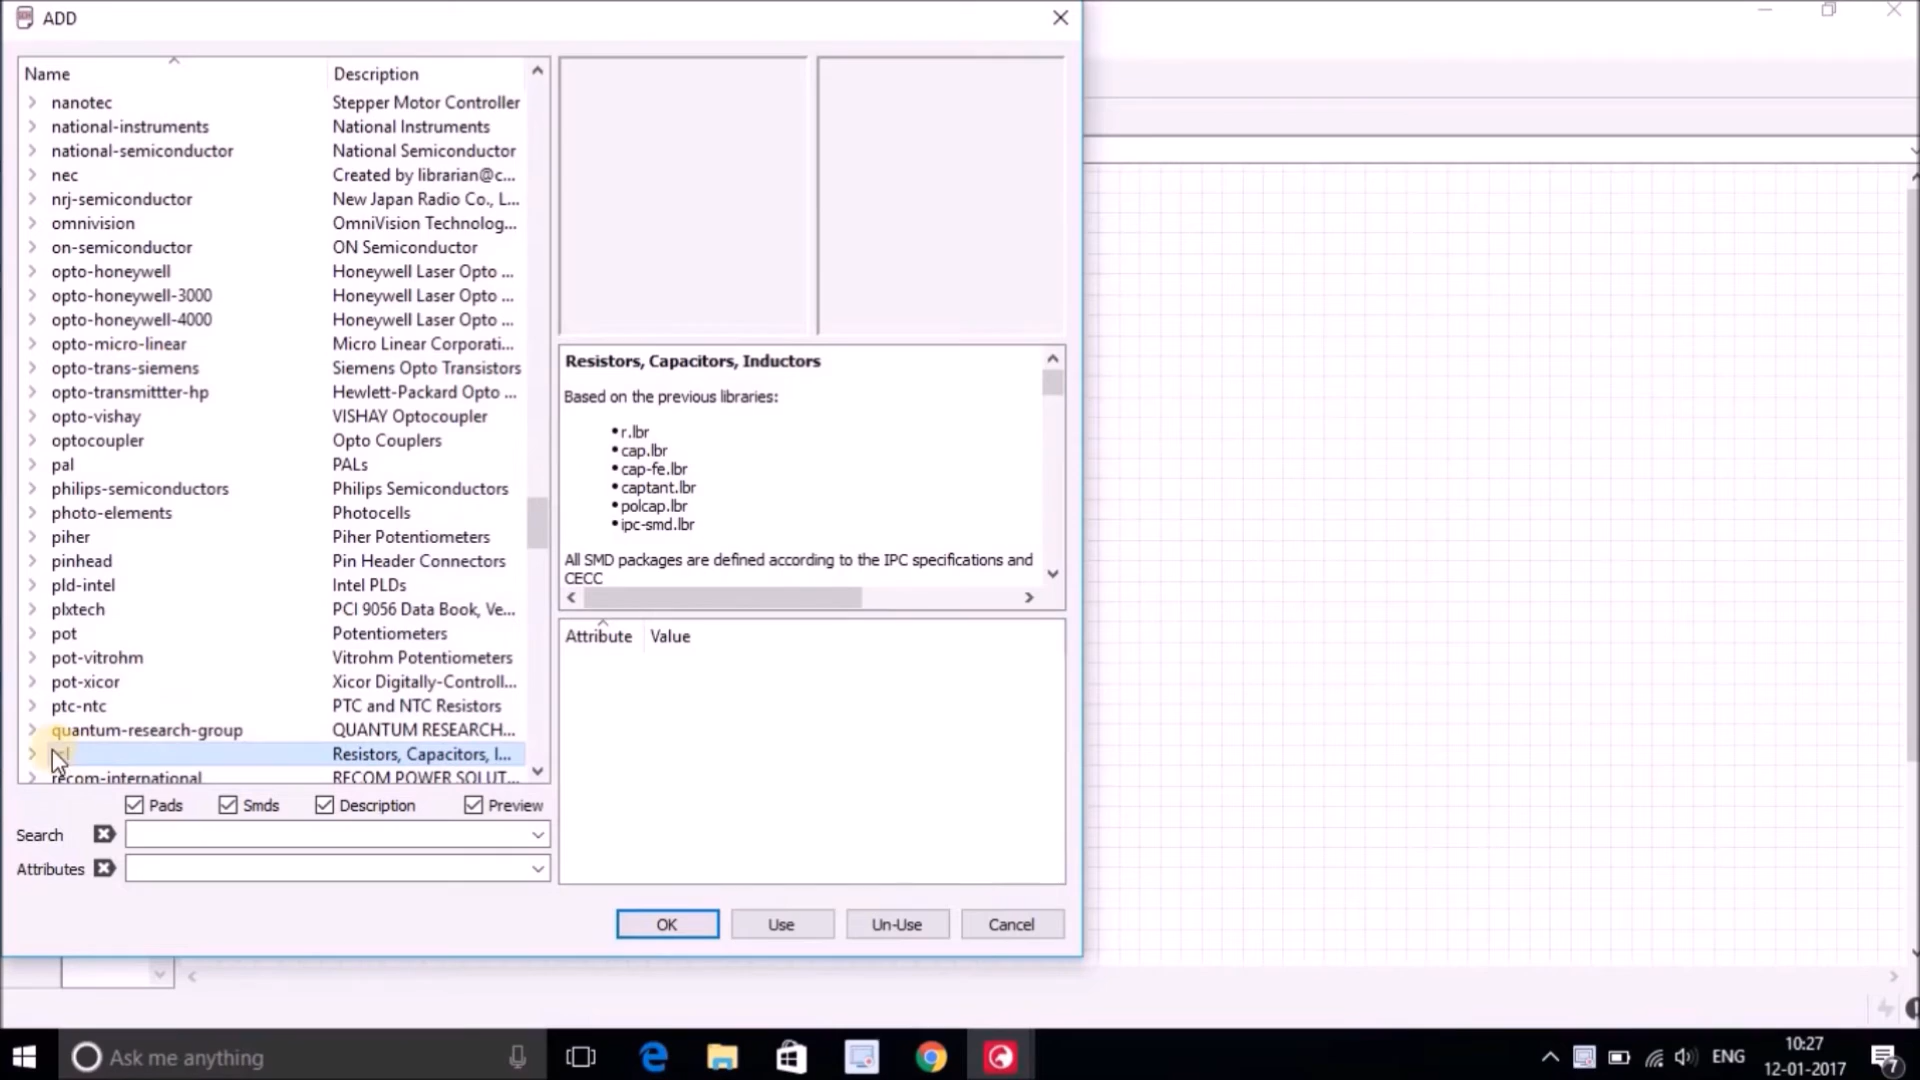 ADD
Name Description
nanotec Stepper Motor Controller
national-instruments National Instruments
national-semiconductor National Semiconductor
nec Created by librarian@c...
nrj-semiconductor New Japan Radio Co., L...
omnivision OmniVision Technolog...
on-semiconductor ON Semiconductor
opto-honeywell Honeywell Laser Opto ...
opto-honeywell-3000 Honeywell Laser Opto ...
opto-honeywell-4000 Honeywell Laser Opto ...
opto-micro-linear Micro Linear Corporati...
opto-trans-siemens Siemens Opto Transistors
opto-transmittter-hp Hewlett-Packard Opto ...
opto-vishay VISHAY Optocoupler
optocoupler Opto Couplers
pal PALs
philips-semiconductors Philips Semiconductors
photo-elements Photocells
piher Piher Potentiometers
pinhead Pin Header Connectors
pld-intel Intel PLDs
plxtech PCI 9056 Data Book, Ve...
pot Potentiometers
pot-vitrohm Vitrohm Potentiometers
pot-xicor Xicor Digitally-Controll...
ptc-ntc PTC and NTC Resistors
quantum-research-group QUANTUM RESEARCH...
Resistors, Capacitors, I...
recom-international RECOM POWER SOLUT...
Pads Smds Description Preview
Search
Attributes
Resistors, Capacitors, Inductors
Based on the previous libraries:
• r.lbr
• cap.lbr
• cap-fe.lbr
• captant.lbr
• polcap.lbr
• ipc-smd.lbr
All SMD packages are defined according to the IPC specifications and
CECC
Attribute Value
OK Use Un-Use Cancel
Ask me anything
ENG
10:27
12-01-2017
7